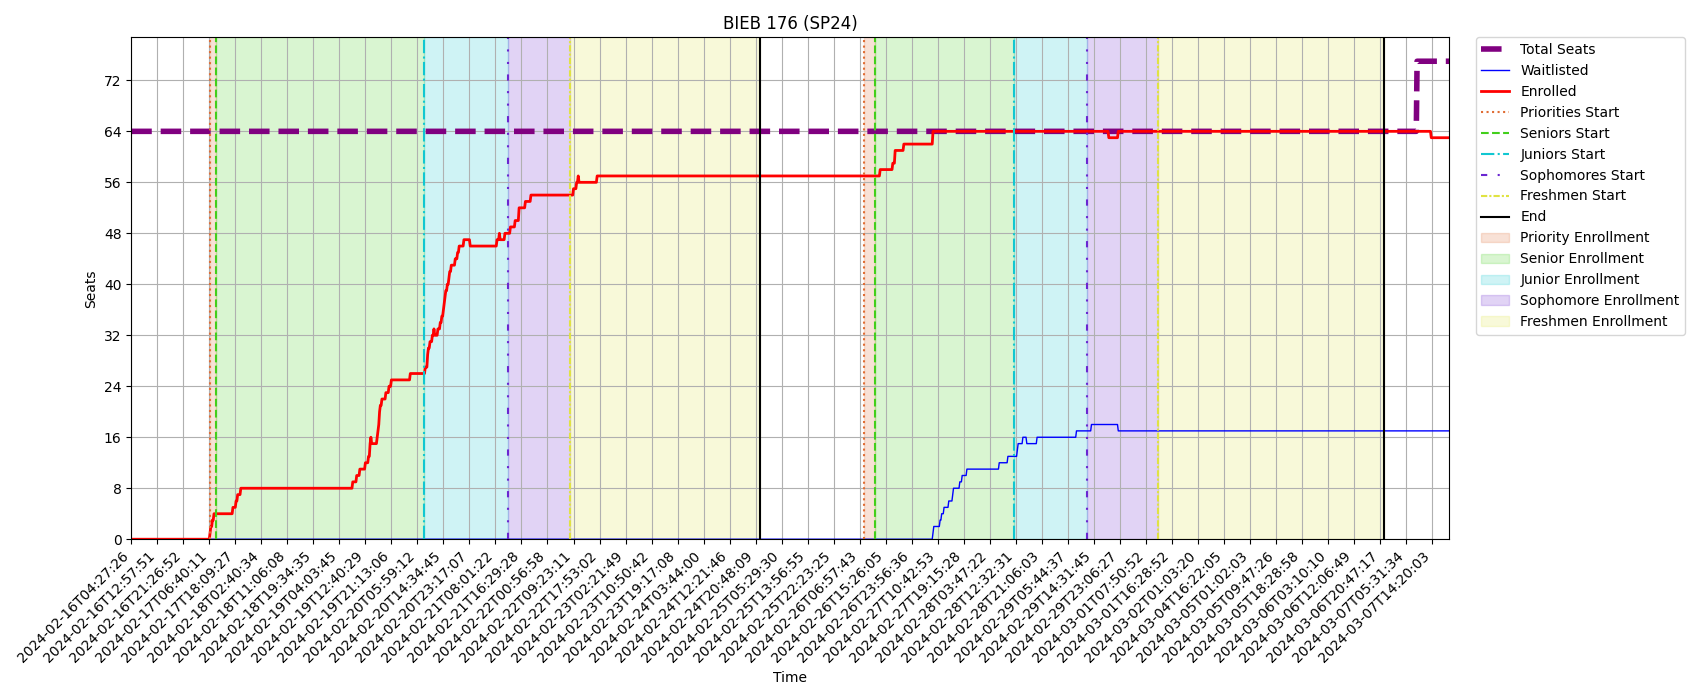 BIEB 176 (SP24)
Total Seats
Waitlisted
Enrolled
Priorities Start
Seniors Start
Juniors Start
Sophomores Start
Freshmen Start
End
Priority Enrollment
Senior Enrollment
Junior Enrollment
Sophomore Enrollment
Freshmen Enrollment
Seats
72
64
56
48
40
32
24
16
8
0
2024-02-16T04:27:26
2024-02-16T12:57:51
2024-02-16T21:26:52
2024-02-17T06:40:11
2024-02-17T18:09:27
2024-02-18T02:40:34
2024-02-18T11:06:08
2024-02-18T19:34:35
2024-02-19T04:03:45
2024-02-19T12:40:29
2024-02-19T21:13:06
2024-02-20T05:59:12
2024-02-20T14:34:45
2024-02-20T23:17:07
2024-02-21T08:01:22
2024-02-21T16:29:28
2024-02-22T00:56:58
2024-02-22T09:23:11
2024-02-22T17:53:02
2024-02-23T02:21:49
2024-02-23T10:50:42
2024-02-23T19:17:08
2024-02-24T03:44:00
2024-02-24T12:21:46
2024-02-24T20:48:09
2024-02-25T05:29:30
2024-02-25T13:56:55
2024-02-25T22:23:25
2024-02-26T06:57:43
2024-02-26T15:26:05
2024-02-26T23:56:36
2024-02-27T10:42:53
2024-02-27T19:15:28
2024-02-28T03:47:22
2024-02-28T12:32:31
2024-02-28T21:06:03
2024-02-29T05:44:37
2024-02-29T14:31:45
2024-02-29T23:06:27
2024-03-01T07:50:52
2024-03-01T16:28:52
2024-03-02T01:03:20
2024-03-04T16:22:05
2024-03-05T01:02:03
2024-03-05T09:47:26
2024-03-05T18:28:58
2024-03-06T03:10:16
2024-03-06T12:06:49
2024-03-06T20:47:17
2024-03-07T05:31:34
2024-03-07T14:20:03
Time